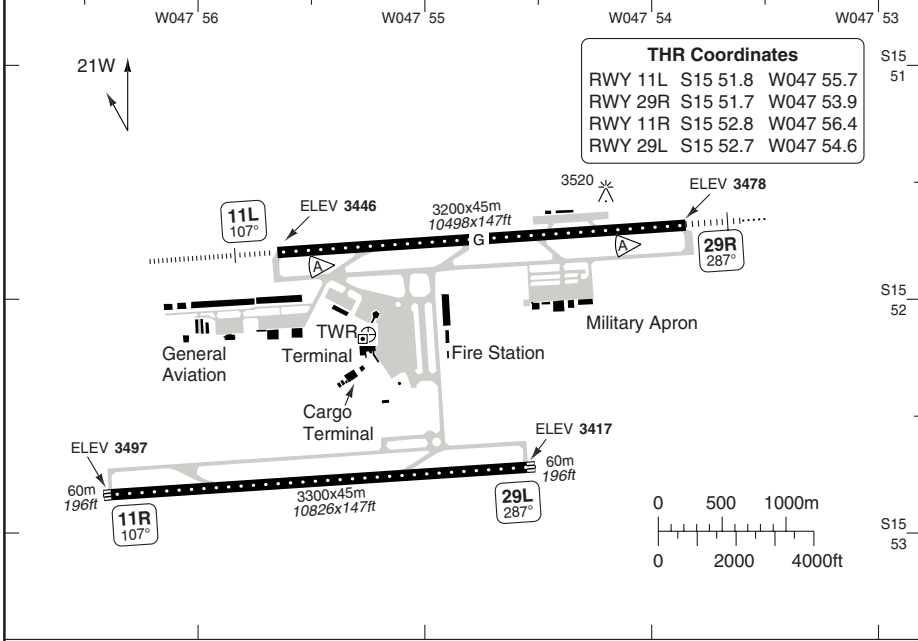 W047 56
W047 55
W047 54
W047 53
S15
51
21W
THR Coordinates
RWY 11L S15 51.8 W047 55.7
RWY 29R S15 51.7 W047 53.9
RWY 11R S15 52.8 W047 56.4
RWY 29L S15 52.7 W047 54.6
3520
ELEV 3478
11L
107°
ELEV 3446
3200x45m
10498x147ft
G
A
A
29R
287°
S15
52
TWR
Terminal
General
Aviation
Fire Station
Military Apron
Cargo
Terminal
ELEV 3497
ELEV 3417
60m
196ft
60m
196ft
11R
107°
3300x45m
10826x147ft
29L
287°
0 500 1000m
0 2000 4000ft
S15
53